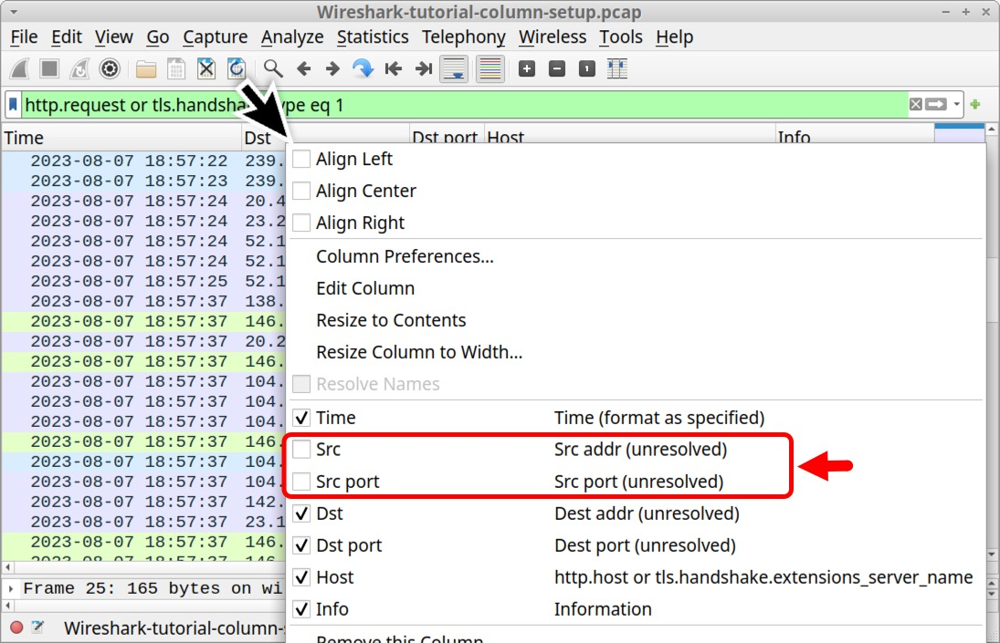 Wireshark-tutorial-column-setup.pcap
File Edit View Go Capture Analyze Statistics Telephony Wireless Tools Help
http.request or tls.handsha ype eq 1
Time Dst Dst port Host Info
2023-08-07 18:57:22 239.
2023-08-07 18:57:23 239.
2023-08-07 18:57:24 20.4
2023-08-07 18:57:24 23.2
2023-08-07 18:57:24 52.1
2023-08-07 18:57:24 52.1
2023-08-07 18:57:25 52.1
2023-08-07 18:57:37 138.
2023-08-07 18:57:37 146.
2023-08-07 18:57:37 20.2
2023-08-07 18:57:37 146.
2023-08-07 18:57:37 104.
2023-08-07 18:57:37 104.
2023-08-07 18:57:37 104.
2023-08-07 18:57:37 146.
2023-08-07 18:57:37 104.
2023-08-07 18:57:37 104.
2023-08-07 18:57:37 142.
2023-08-07 18:57:37 23.1
2023-08-07 18:57:37 146.
2023-08-07 18:57:37 146.
Align Left
Align Center
Align Right
Column Preferences...
Edit Column
Resize to Contents
Resize Column to Width...
Resolve Names
Time Time (format as specified)
Src Src addr (unresolved)
Src port Src port (unresolved)
Dst Dest addr (unresolved)
Dst port Dest port (unresolved)
Host http.host or tls.handshake.extensions_server_name
Info Information
Remove this Column
Frame 25: 165 bytes on wi
Wireshark-tutorial-column-s